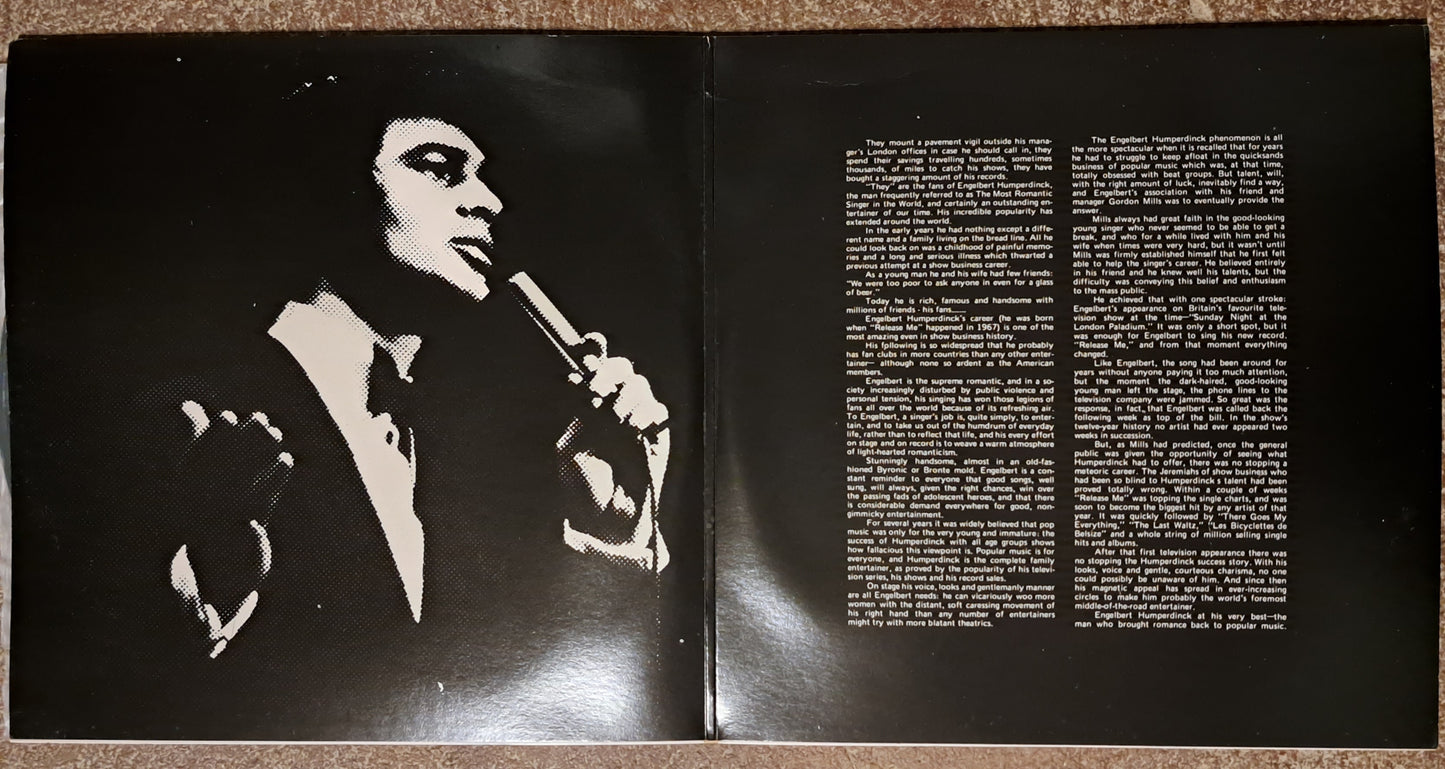 They mount a pavement vigil outside his mana-
ger's London offices in case he should call in, they
spend their savings travelling hundreds, sometimes
thousands, of miles to catch his shows, they have
bought a staggering amount of his records.
"They" are the fans of Engelbert Humperdinck,
the man frequently referred to as The Most Romantic
Singer in the World, and certainly an outstanding en-
tertainer of our time. His incredible popularity has
extended around the world.
In the early years he had nothing except a diffe-
rent name and a family living on the bread line. All he
could look back on was a childhood of painful memo-
ries and a long and serious illness which thwarted a
previous attempt at a show business career.
As a young man he and his wife had few friends:
"We were too poor to ask anyone in even for a glass
of beer."
Today he is rich, famous and handsome with
millions of friends - his fans......
Engelbert Humperdinck's career (he was born
when "Release Me" happened in 1967) is one of the
most amazing even in show business history.
His following is so widespread that he probably
has fan clubs in more countries than any other enter-
tainer— although none so ardent as the American
members.
Engelbert is the supreme romantic, and in a so-
ciety increasingly disturbed by public violence and
personal tension, his singing has won those legions of
fans all over the world because of its refreshing air.
To Engelbert, a singer's job is, quite simply, to enter-
tain, and to take us out of the humdrum of everyday
life, rather than to reflect that life, and his every effort
on stage and on record is to weave a warm atmosphere
of light-hearted romanticism.
Stunningly handsome, almost in an old-fas-
hioned Byronic or Bronte mold. Engelbert is a con-
stant reminder to everyone that good songs, well
sung, will always, given the right chances, win over
the passing fads of adolescent heroes, and that there
is considerable demand everywhere for good, non-
gimmicky entertainment.
For several years it was widely believed that pop
music was only for the very young and immature: the
success of Humperdinck with all age groups shows
how fallacious this viewpoint is. Popular music is for
everyone, and Humperdinck is the complete family
entertainer, as proved by the popularity of his televi-
sion series, his shows and his record sales.
On stage his voice, looks and gentlemanly manner
are all Engelbert needs: he can vicariously woo more
women with the distant, soft caressing movement of
his right hand than any number of entertainers
might try with more blatant theatrics.
The Engelbert Humperdinck phenomenon is all
the more spectacular when it is recalled that for years
he had to struggle to keep afloat in the quicksands
business of popular music which was, at that time,
totally obsessed with beat groups. But talent, will,
with the right amount of luck, inevitably find a way,
and Engelbert's association with his friend and
manager Gordon Mills was to eventually provide the
answer.
Mills always had great faith in the good-looking
young singer who never seemed to be able to get a
break, and who for a while lived with him and his
wife when times were very hard, but it wasn't until
Mills was firmly established himself that he first felt
able to help the singer's career. He believed entirely
in his friend and he knew well his talents, but the
difficulty was conveying this belief and enthusiasm
to the mass public.
He achieved that with one spectacular stroke:
Engelbert's appearance on Britain's favourite tele-
vision show at the time—"Sunday Night at the
London Paladium." It was only a short spot, but it
was enough for Engelbert to sing his new record.
"Release Me," and from that moment everything
changed.
Like Engelbert, the song had been around for
years without anyone paying it too much attention,
but the moment the dark-haired, good-looking
young man left the stage, the phone lines to the
television company were jammed. So great was the
response, in fact, that Engelbert was called back the
following week as top of the bill. In the show's
twelve-year history no artist had ever appeared two
weeks in succession.
But, as Mills had predicted, once the general
public was given the opportunity of seeing what
Humperdinck had to offer, there was no stopping a
meteoric career. The Jeremiahs of show business who
had been so blind to Humperdinck s talent had been
proved totally wrong. Within a couple of weeks
"Release Me" was topping the single charts, and was
soon to become the biggest hit by any artist of that
year. It was quickly followed by "There Goes My
Everything," "The Last Waltz," "Les Bicyclettes de
Belsize" and a whole string of million selling single
hits and albums.
After that first television appearance there was
no stopping the Humperdinck success story. With his
looks, voice and gentle, courteous charisma, no one
could possibly be unaware of him. And since then
his magnetic appeal has spread in ever-increasing
circles to make him probably the world's foremost
middle-of-the-road entertainer.
Engelbert Humperdinck at his very best—the
man who brought romance back to popular music.